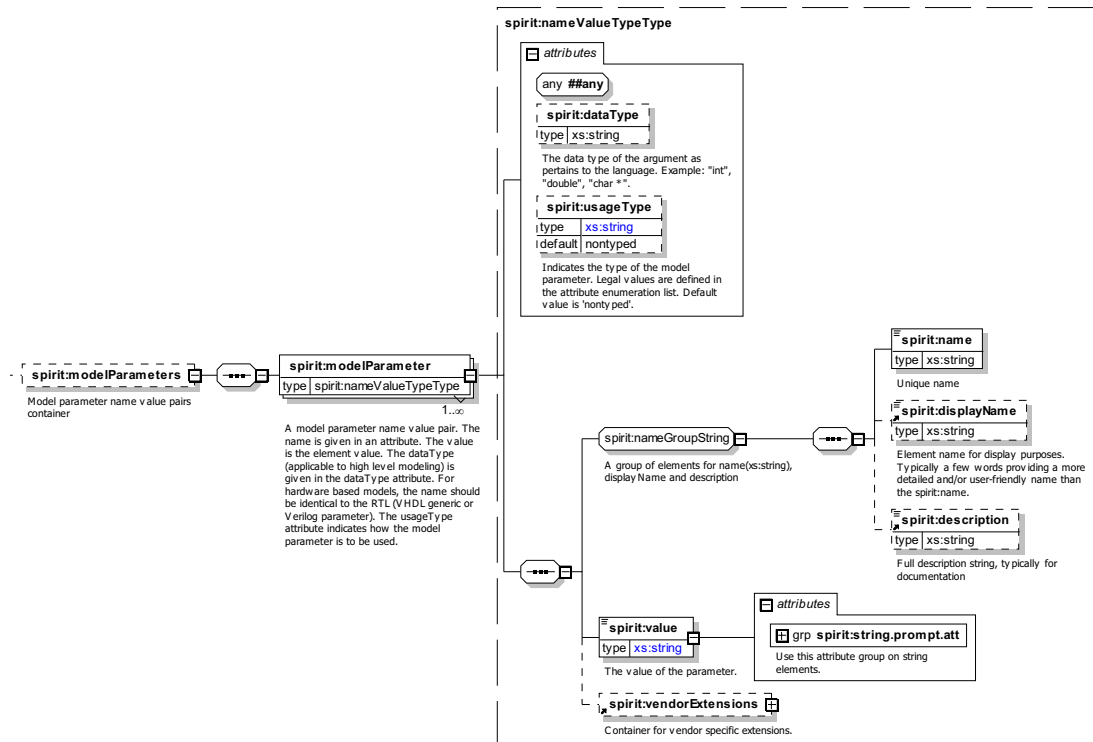 spirit:nameValueTypeType
attributes
any ##any
spirit:dataType
type xs:string
The data type of the argument as
pertains to the language. Example: "int",
"double", "char *".
spirit:usageType
type xs:string
default nontyped
Indicates the type of the model
parameter. Legal values are defined in
the attribute enumeration list. Default
value is 'nontyped'.
spirit:modelParameters
Model parameter name value pairs
container
spirit:modelParameter
type spirit:nameValueTypeType
1..∞
A model parameter name value pair. The
name is given in an attribute. The value
is the element value. The dataType
(applicable to high level modeling) is
given in the dataType attribute. For
hardware based models, the name should
be identical to the RTL (VHDL generic or
Verilog parameter). The usageType
attribute indicates how the model
parameter is to be used.
spirit:nameGroupString
A group of elements for name(xs:string),
displayName and description
spirit:name
type xs:string
Unique name
spirit:displayName
type xs:string
Element name for display purposes.
Typically a few words providing a more
detailed and/or user-friendly name than
the spirit:name.
spirit:description
type xs:string
Full description string, typically for
documentation
spirit:value
type xs:string
The value of the parameter.
attributes
grp spirit:string.prompt.att
Use this attribute group on string
elements.
spirit:vendorExtensions
Container for vendor specific extensions.